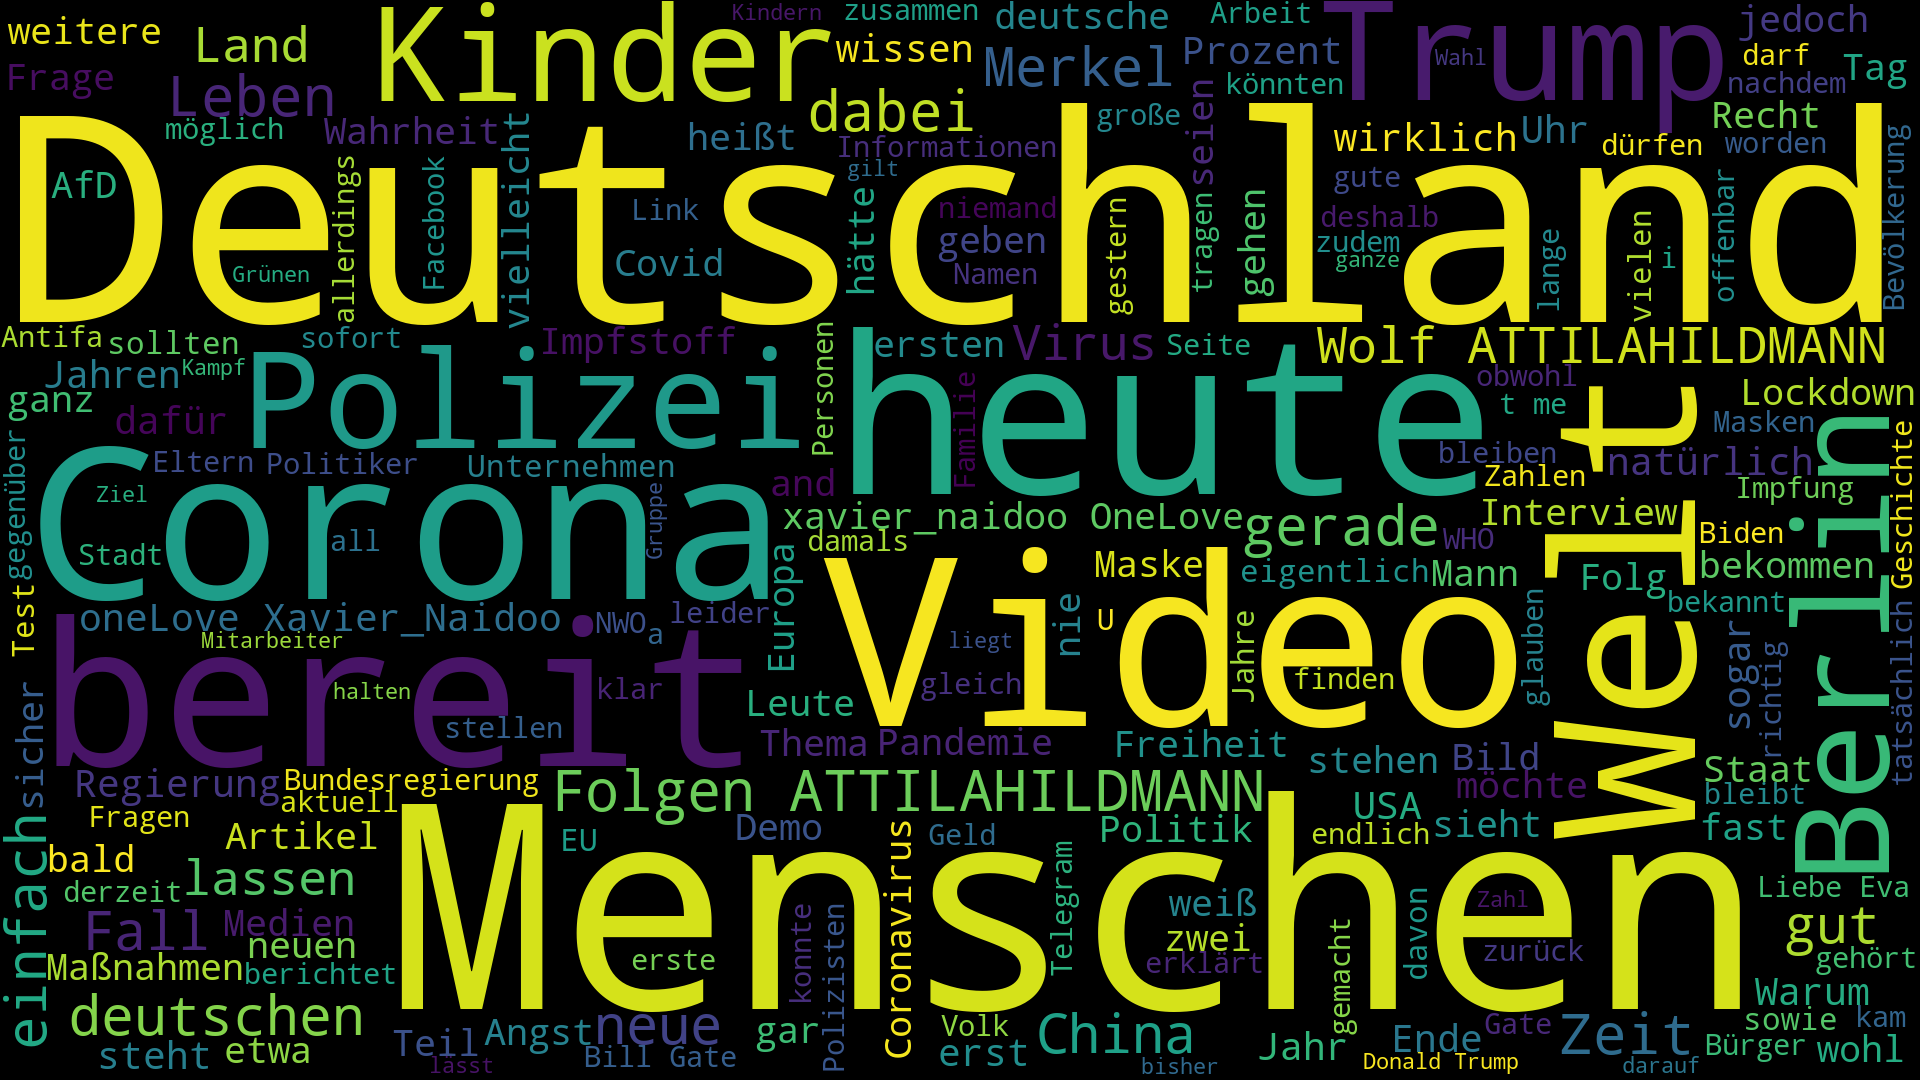 weitere
Land
Kinder
Kindern
zusammen
deutsche
Arbeit
Trump
Wahl
jedoch
Frage
Leben
wissen
Merkel
Prozent
könnten
darf
nachdem
Tag
möglich
Wahrheit
vielleicht
heißt
dabei
große
seien
wirklich
Uhr
dürfen
Recht
worden
Bevölkerung
Deutschland
AfD
allerdings
Facebook
Link
Informationen
gilt
hätte
niemand
geben
gestern
tragen
gehen
gute
deshalb
zudem
ganze
lange
vielen
i
offenbar
Grünen
Covid
Namen
Antifa
sollten
sofort
Impfstoff
Personen
ersten
Virus
Seite
Wolf ATTILAHILDMANN
Jahren
Kampf
Polizei
heute
Familie
obwohl
t me
Welt
Lockdown
ganz
dafür
Masken
Berlin
Geschichte
gegenüber
Eltern
Politiker
Unternehmen
and
bleiben
Zahlen
natürlich
Impfung
Corona
Ziel
Gruppe
xavier_naidoo OneLove
gerade
WHO
Interview
Biden
Stadt
all
damals
Europa
Video
Maske
eigentlich
Mann
Folg
bekommen
Test
oneLove Xavier_Naidoo
NWO
a
leider
nie
U
Jahre
glauben
bekannt
Mitarbeiter
liegt
sogar
richtig
tatsächlich
bereit
halten
klar
gleich
finden
sicher
stellen
Leute
Thema
Pandemie
Freiheit
stehen
Bild
Staat
Regierung
Bundesregierung
Folgen ATTILAHILDMANN
möchte
bleibt
aktuell
Fragen
Artikel
EU
Demo
Coronavirus
Geld
Telegram
Politik
USA
endlich
sieht
fast
bald
einfach
derzeit
lassen
Menschen
Liebe Eva
Fall
Medien
neuen
konnte
Polizisten
weiß
gemacht
davon
Zahl
gut
Maßnahmen
berichtet
erste
zwei
erklärt
zurück
gehört
deutschen
Warum
steht
etwa
Teil
lässt
Angst
neue
Bill Gate
gar
Volk
erst
China
bisher
Jahr
Donald Trump
Ende
Gate
Zeit
darauf
sowie
kam
Bürger
wohl